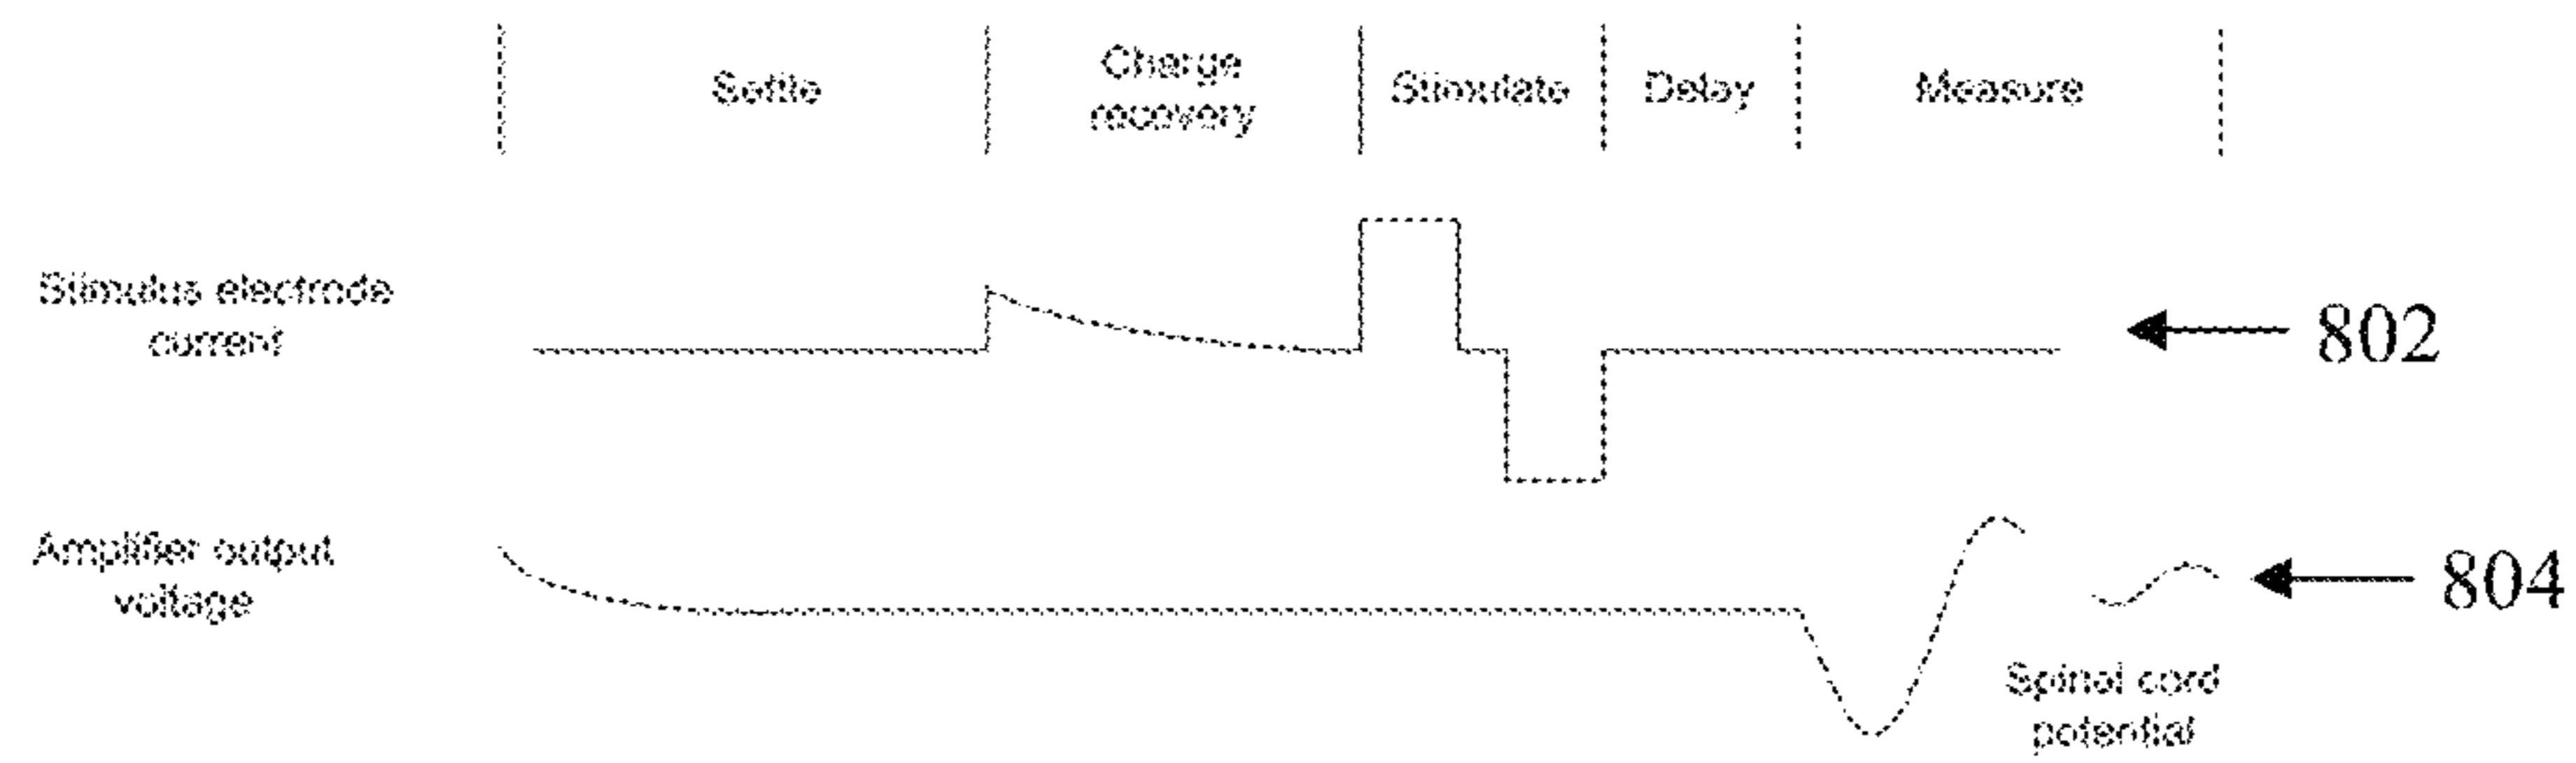 Settle
Charge
recovery
Stimulate
Delay
Measure
Stimulus electrode
current
802
Amplifier output
voltage
804
Spinal cord
potential